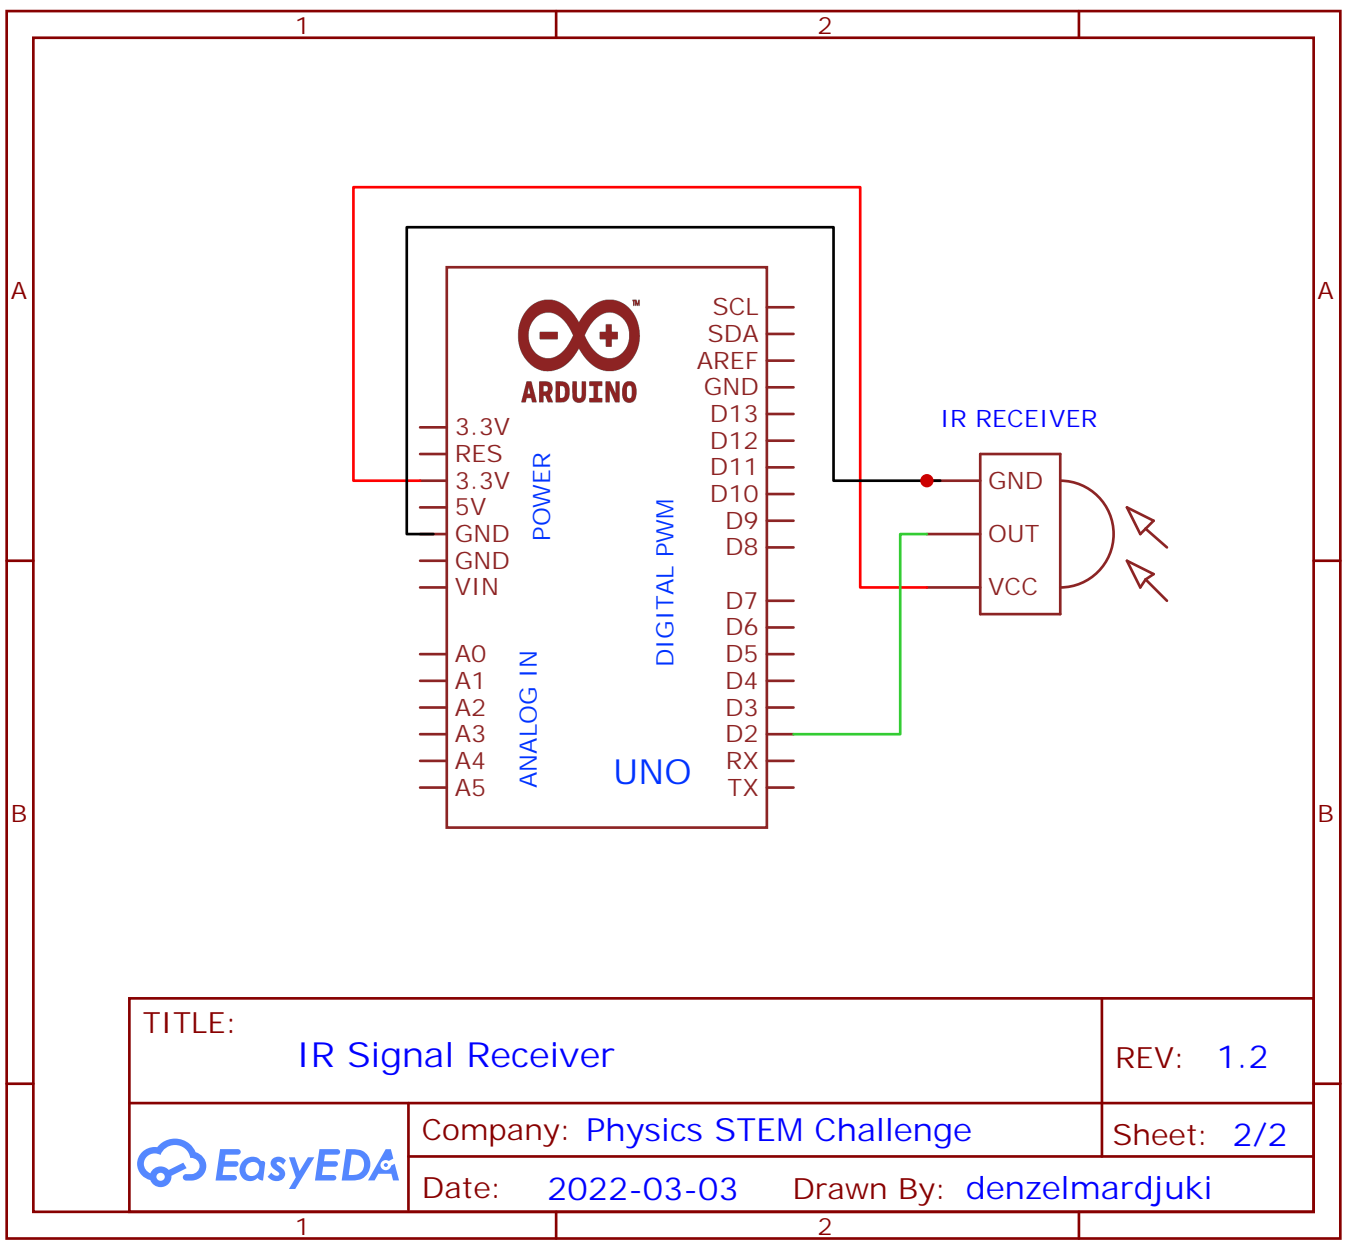 1 2
A A
™
ARDUINO
SCL
SDA
AREF
GND
D13
D12
D11
D10
D9
D8
D7
D6
D5
D4
D3
D2
RX
TX
3.3V
RES
3.3V
5V
GND
GND
VIN
A0
A1
A2
A3
A4
A5
POWER
ANALOG IN
DIGITAL PWM
UNO
IR RECEIVER
GND
OUT
VCC
B B
TITLE:
IR Signal Receiver
REV: 1.2
EasyEDA
Company: Physics STEM Challenge
Sheet: 2/2
Date: 2022-03-03 Drawn By: denzelmardjuki
1 2